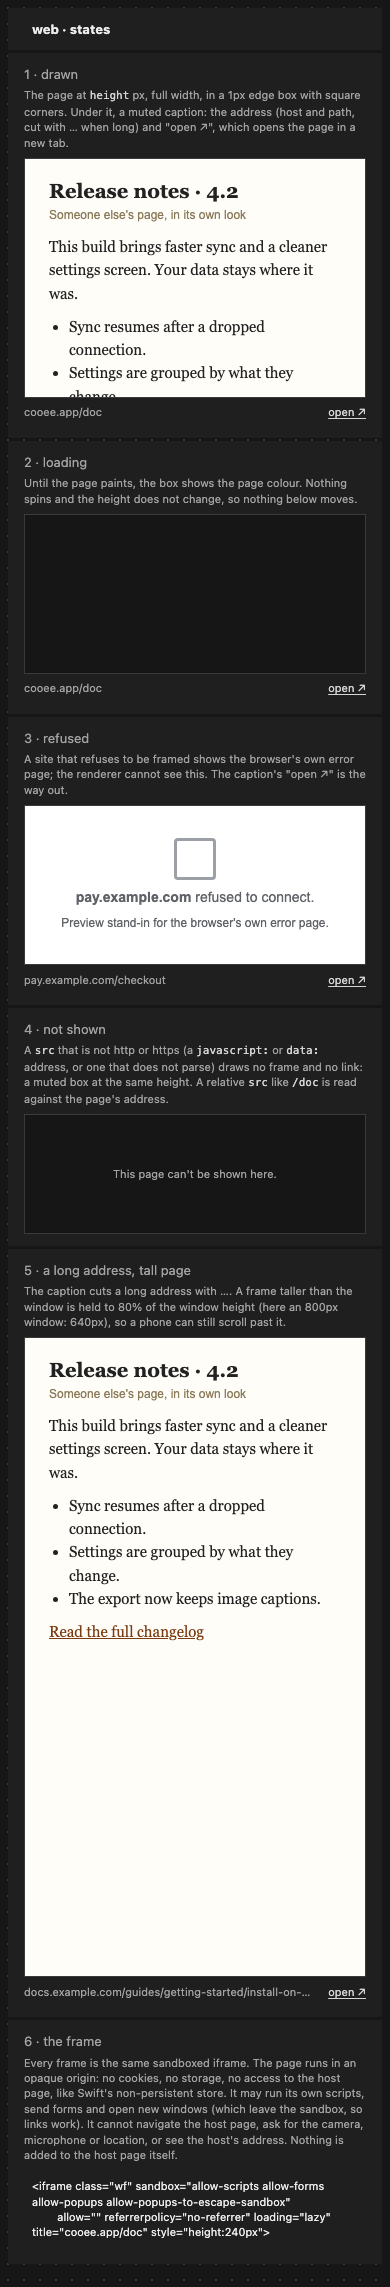 web · states
1 · drawn
The page at height px, full width, in a 1px edge box with square
corners. Under it, a muted caption: the address (host and path,
cut with … when long) and "open ↗", which opens the page in a
new tab.
Release notes · 4.2
Someone else's page, in its own look
This build brings faster sync and a cleaner
settings screen. Your data stays where it
was.
• Sync resumes after a dropped
connection.
• Settings are grouped by what they
change.
cooee.app/doc open ↗
2 · loading
Until the page paints, the box shows the page colour. Nothing
spins and the height does not change, so nothing below moves.
cooee.app/doc open ↗
3 · refused
A site that refuses to be framed shows the browser's own error
page; the renderer cannot see this. The caption's "open ↗" is the
way out.
pay.example.com refused to connect.
Preview stand-in for the browser's own error page.
pay.example.com/checkout open ↗
4 · not shown
A src that is not http or https (a javascript: or data:
address, or one that does not parse) draws no frame and no link:
a muted box at the same height. A relative src like /doc is read
against the page's address.
This page can't be shown here.
5 · a long address, tall page
The caption cuts a long address with …. A frame taller than the
window is held to 80% of the window height (here an 800px
window: 640px), so a phone can still scroll past it.
Release notes · 4.2
Someone else's page, in its own look
This build brings faster sync and a cleaner
settings screen. Your data stays where it
was.
• Sync resumes after a dropped
connection.
• Settings are grouped by what they
change.
• The export now keeps image captions.
Read the full changelog
docs.example.com/guides/getting-started/install-on-… open ↗
6 · the frame
Every frame is the same sandboxed iframe. The page runs in an
opaque origin: no cookies, no storage, no access to the host
page, like Swift's non-persistent store. It may run its own scripts,
send forms and open new windows (which leave the sandbox, so
links work). It cannot navigate the host page, ask for the camera,
microphone or location, or see the host's address. Nothing is
added to the host page itself.
<iframe class="wf" sandbox="allow-scripts allow-forms
allow-popups allow-popups-to-escape-sandbox"
allow="" referrerpolicy="no-referrer" loading="lazy"
title="cooee.app/doc" style="height:240px">